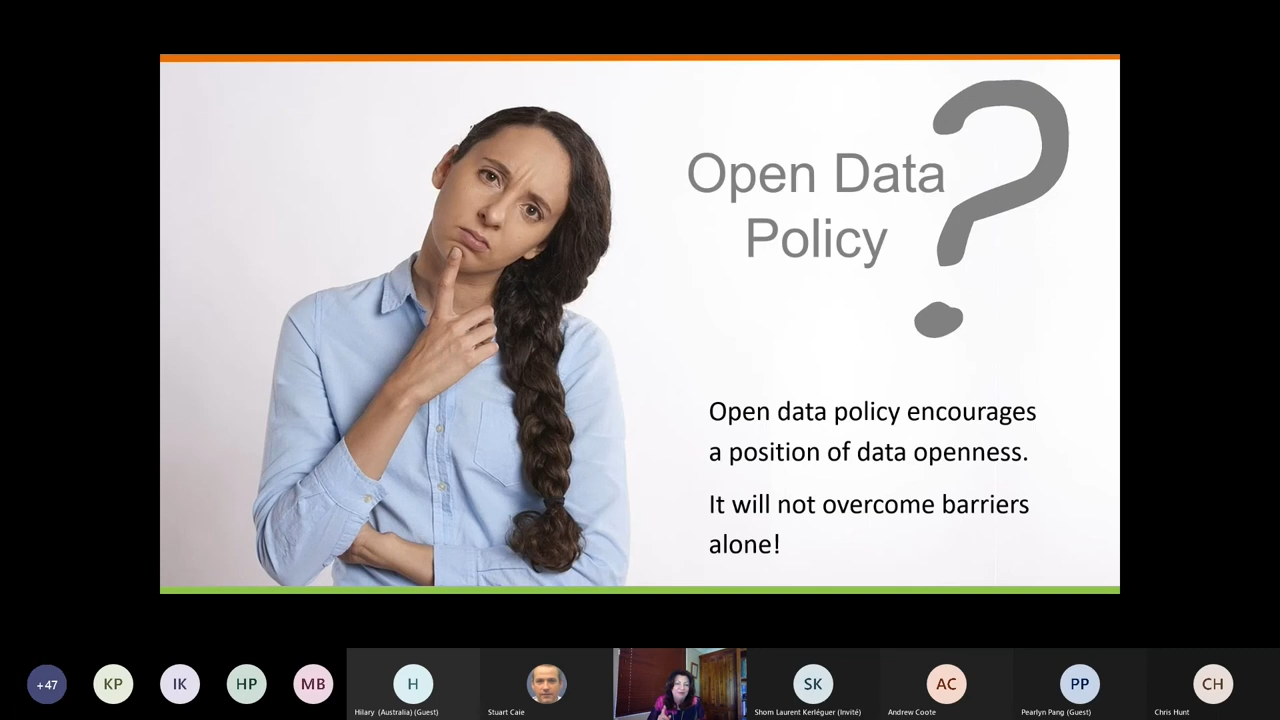 Open Data
Policy
?
Open data policy encourages
a position of data openness.
It will not overcome barriers
alone!
+47
KP
IK
HP
MB
H
SK
AC
PP
CH
Hilary (Australia) (Guest)
Stuart Caie
Shom Laurent Kerléguer (Invité)
Andrew Coote
Pearlyn Pang (Guest)
Chris Hunt